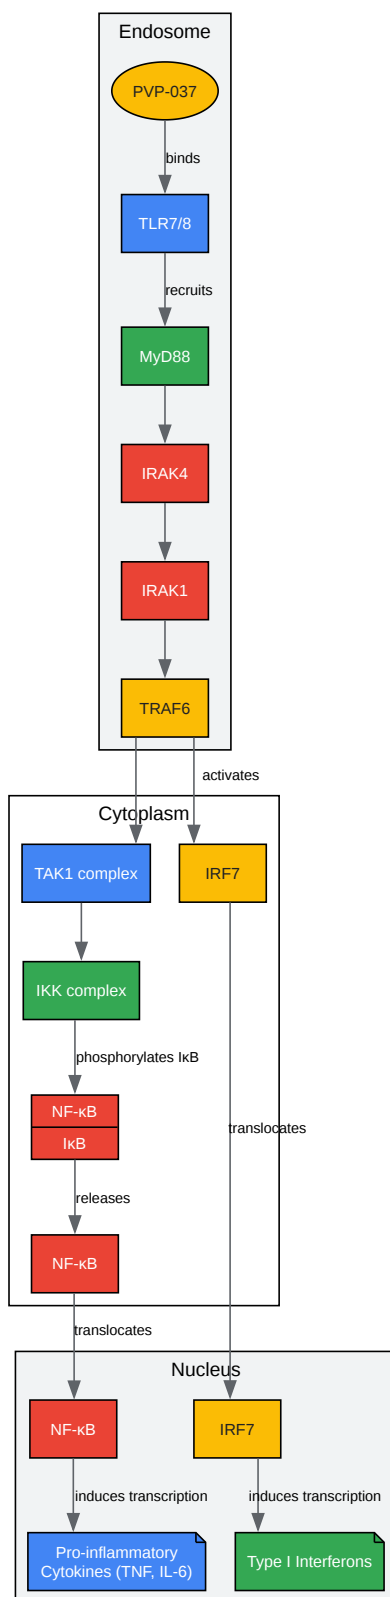 Endosome
PVP-037
binds
TLR7/8
recruits
MyD88
IRAK4
IRAK1
TRAF6
activates
Cytoplasm
TAK1 complex
IRF7
IKK complex
phosphorylates IκB
NF-κB
IκB
translocates
releases
NF-κB
translocates
Nucleus
NF-κB
IRF7
induces transcription
induces transcription
Pro-inflammatory
Cytokines (TNF, IL-6)
Type I Interferons